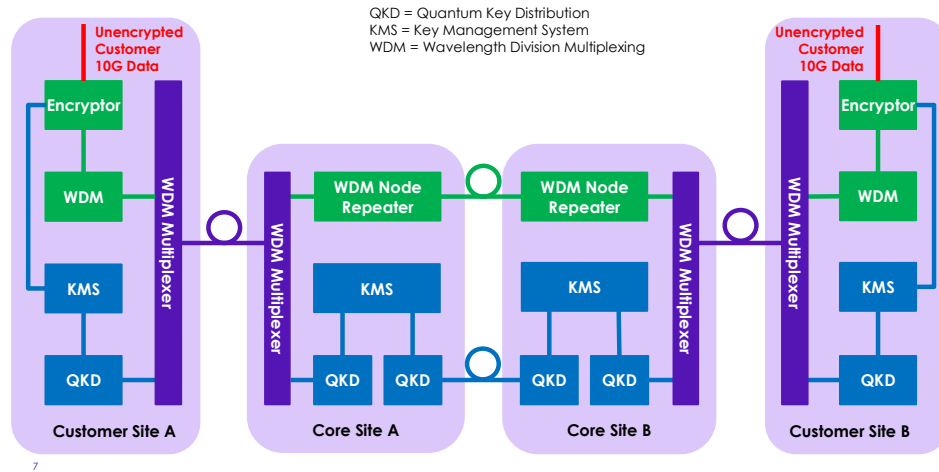 QKD = Quantum Key Distribution
KMS = Key Management System
WDM = Wavelength Division Multiplexing
Unencrypted
Customer
10G Data
Encryptor
WDM
KMS
QKD
WDM Multiplexer
Customer Site A
WDM Multiplexer
WDM Node
Repeater
KMS
QKD
QKD
Core Site A
WDM Node
Repeater
KMS
QKD
QKD
WDM Multiplexer
Core Site B
Unencrypted
Customer
10G Data
WDM Multiplexer
Encryptor
WDM
KMS
QKD
Customer Site B
7